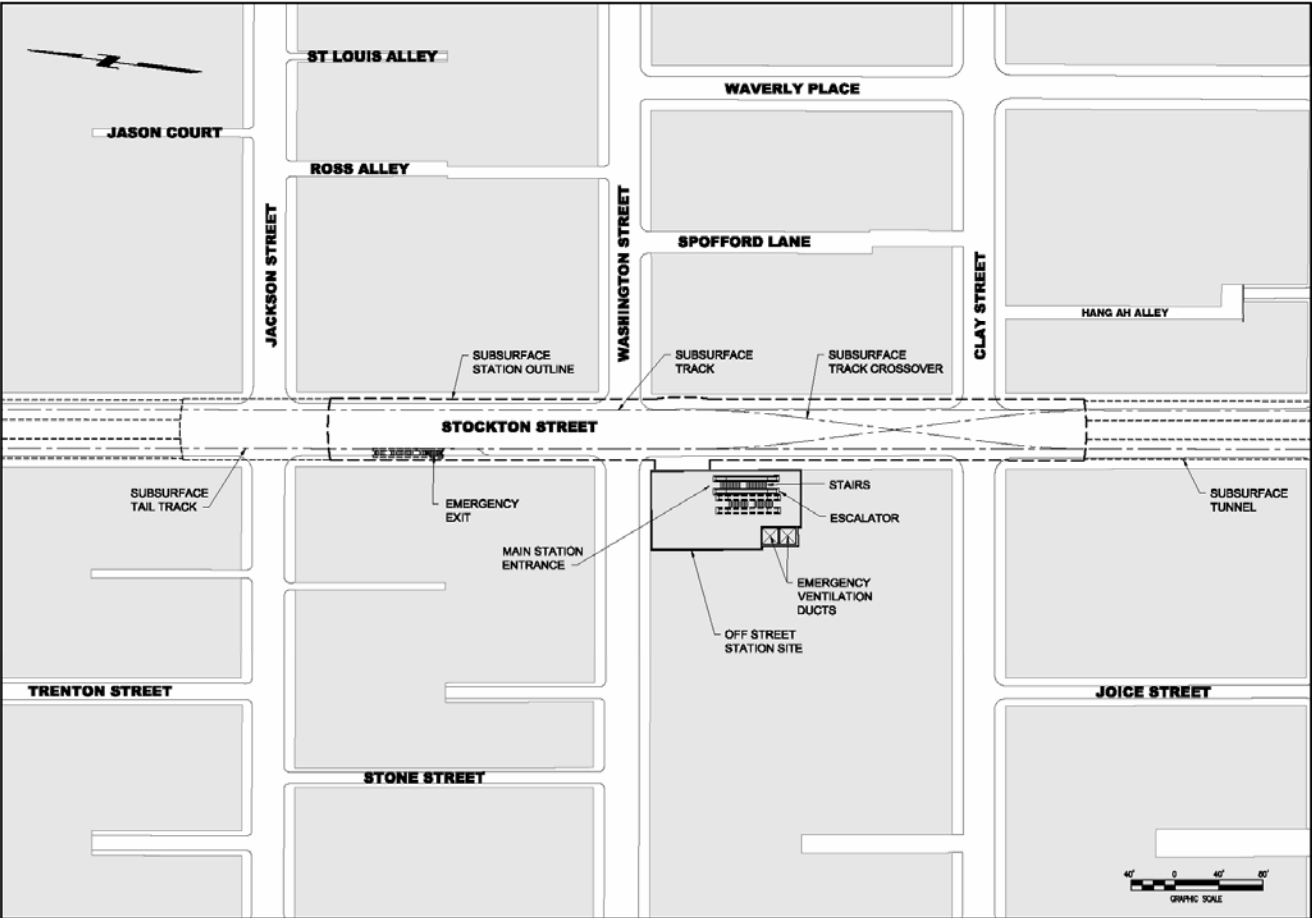 ST LOUIS ALLEY
WAVERLY PLACE
JASON COURT
ROSS ALLEY
JACKSON STREET
WASHINGTON STREET
SPOFFORD LANE
CLAY STREET
HANG AH ALLEY
SUBSURFACE
STATION OUTLINE
SUBSURFACE
TRACK
SUBSURFACE
TRACK CROSSOVER
STOCKTON STREET
SUBSURFACE
TAIL TRACK
EMERGENCY
EXIT
STAIRS
ESCALATOR
SUBSURFACE
TUNNEL
MAIN STATION
ENTRANCE
EMERGENCY
VENTILATION
DUCTS
OFF STREET
STATION SITE
TRENTON STREET
JOICE STREET
STONE STREET
40' 0 40' 80'
GRAPHIC SCALE